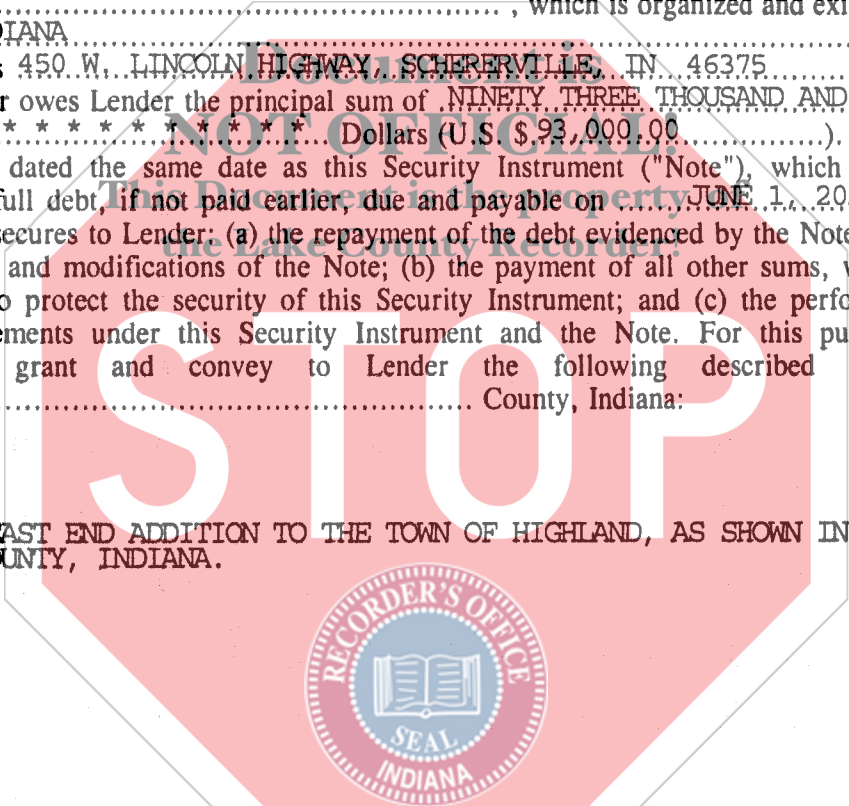 , which is organized and exi
DIANA
450 W. LINCOLN HIGHWAY, SCHERERVILLE, IN 46375
Document is
r owes Lender the principal sum of NINETY THREE THOUSAND AND
* * * * * * * * * * * Dollars (U.S. $ 93,000.00 ).
NOT OFFICIAL!
dated the same date as this Security Instrument ("Note"), which
full debt, if not paid earlier, due and payable on JUNE 1, 20
This Document is the property
secures to Lender: (a) the repayment of the debt evidenced by the Note
the Lake County Recorder!
and modifications of the Note; (b) the payment of all other sums, v
o protect the security of this Security Instrument; and (c) the perfo
ements under this Security Instrument and the Note. For this pu
grant and convey to Lender the following described
County, Indiana:
STOP
AST END ADDITION TO THE TOWN OF HIGHLAND, AS SHOWN IN
UNTY, INDIANA.
RECORDER'S OFFICE
SEAL
INDIANA